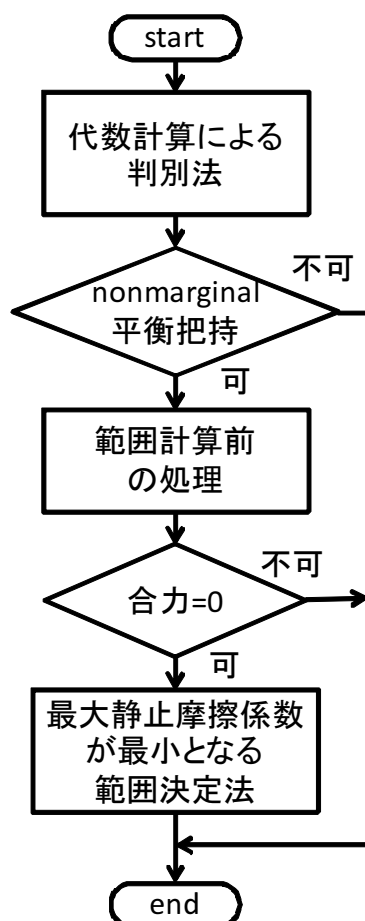 start
代数計算による
判別法
不可
nonmarginal
平衡把持
可
範囲計算前
の処理
不可
合力=0
可
最大静止摩擦係数
が最小となる
範囲決定法
end